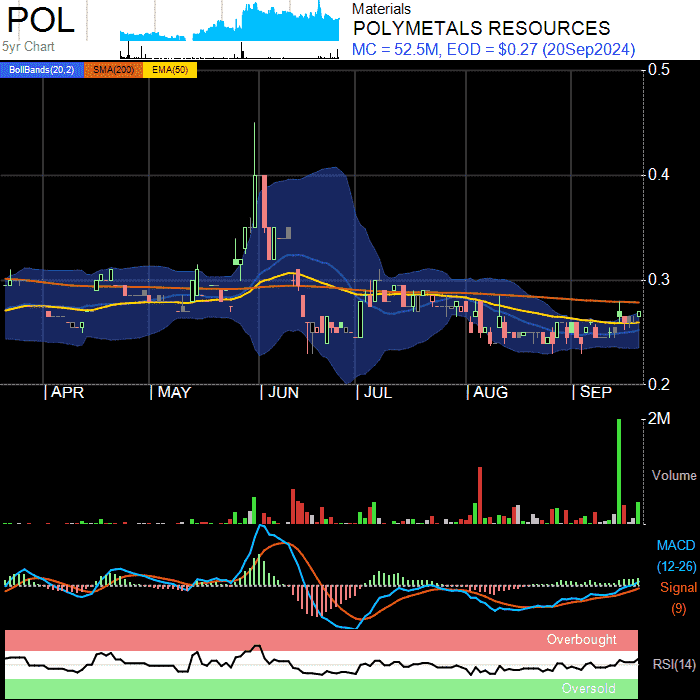 POL
5yr Chart
Materials
POLYMETALS RESOURCES
MC = 52.5M, EOD = $0.27 (20Sep2024)
BollBands(20,2) SMA(200) EMA(50)
0.5
0.4
0.3
0.2
APR MAY JUN JUL AUG SEP
2M
Volume
MACD
(12-26)
Signal
(9)
Overbought
RSI(14)
Oversold